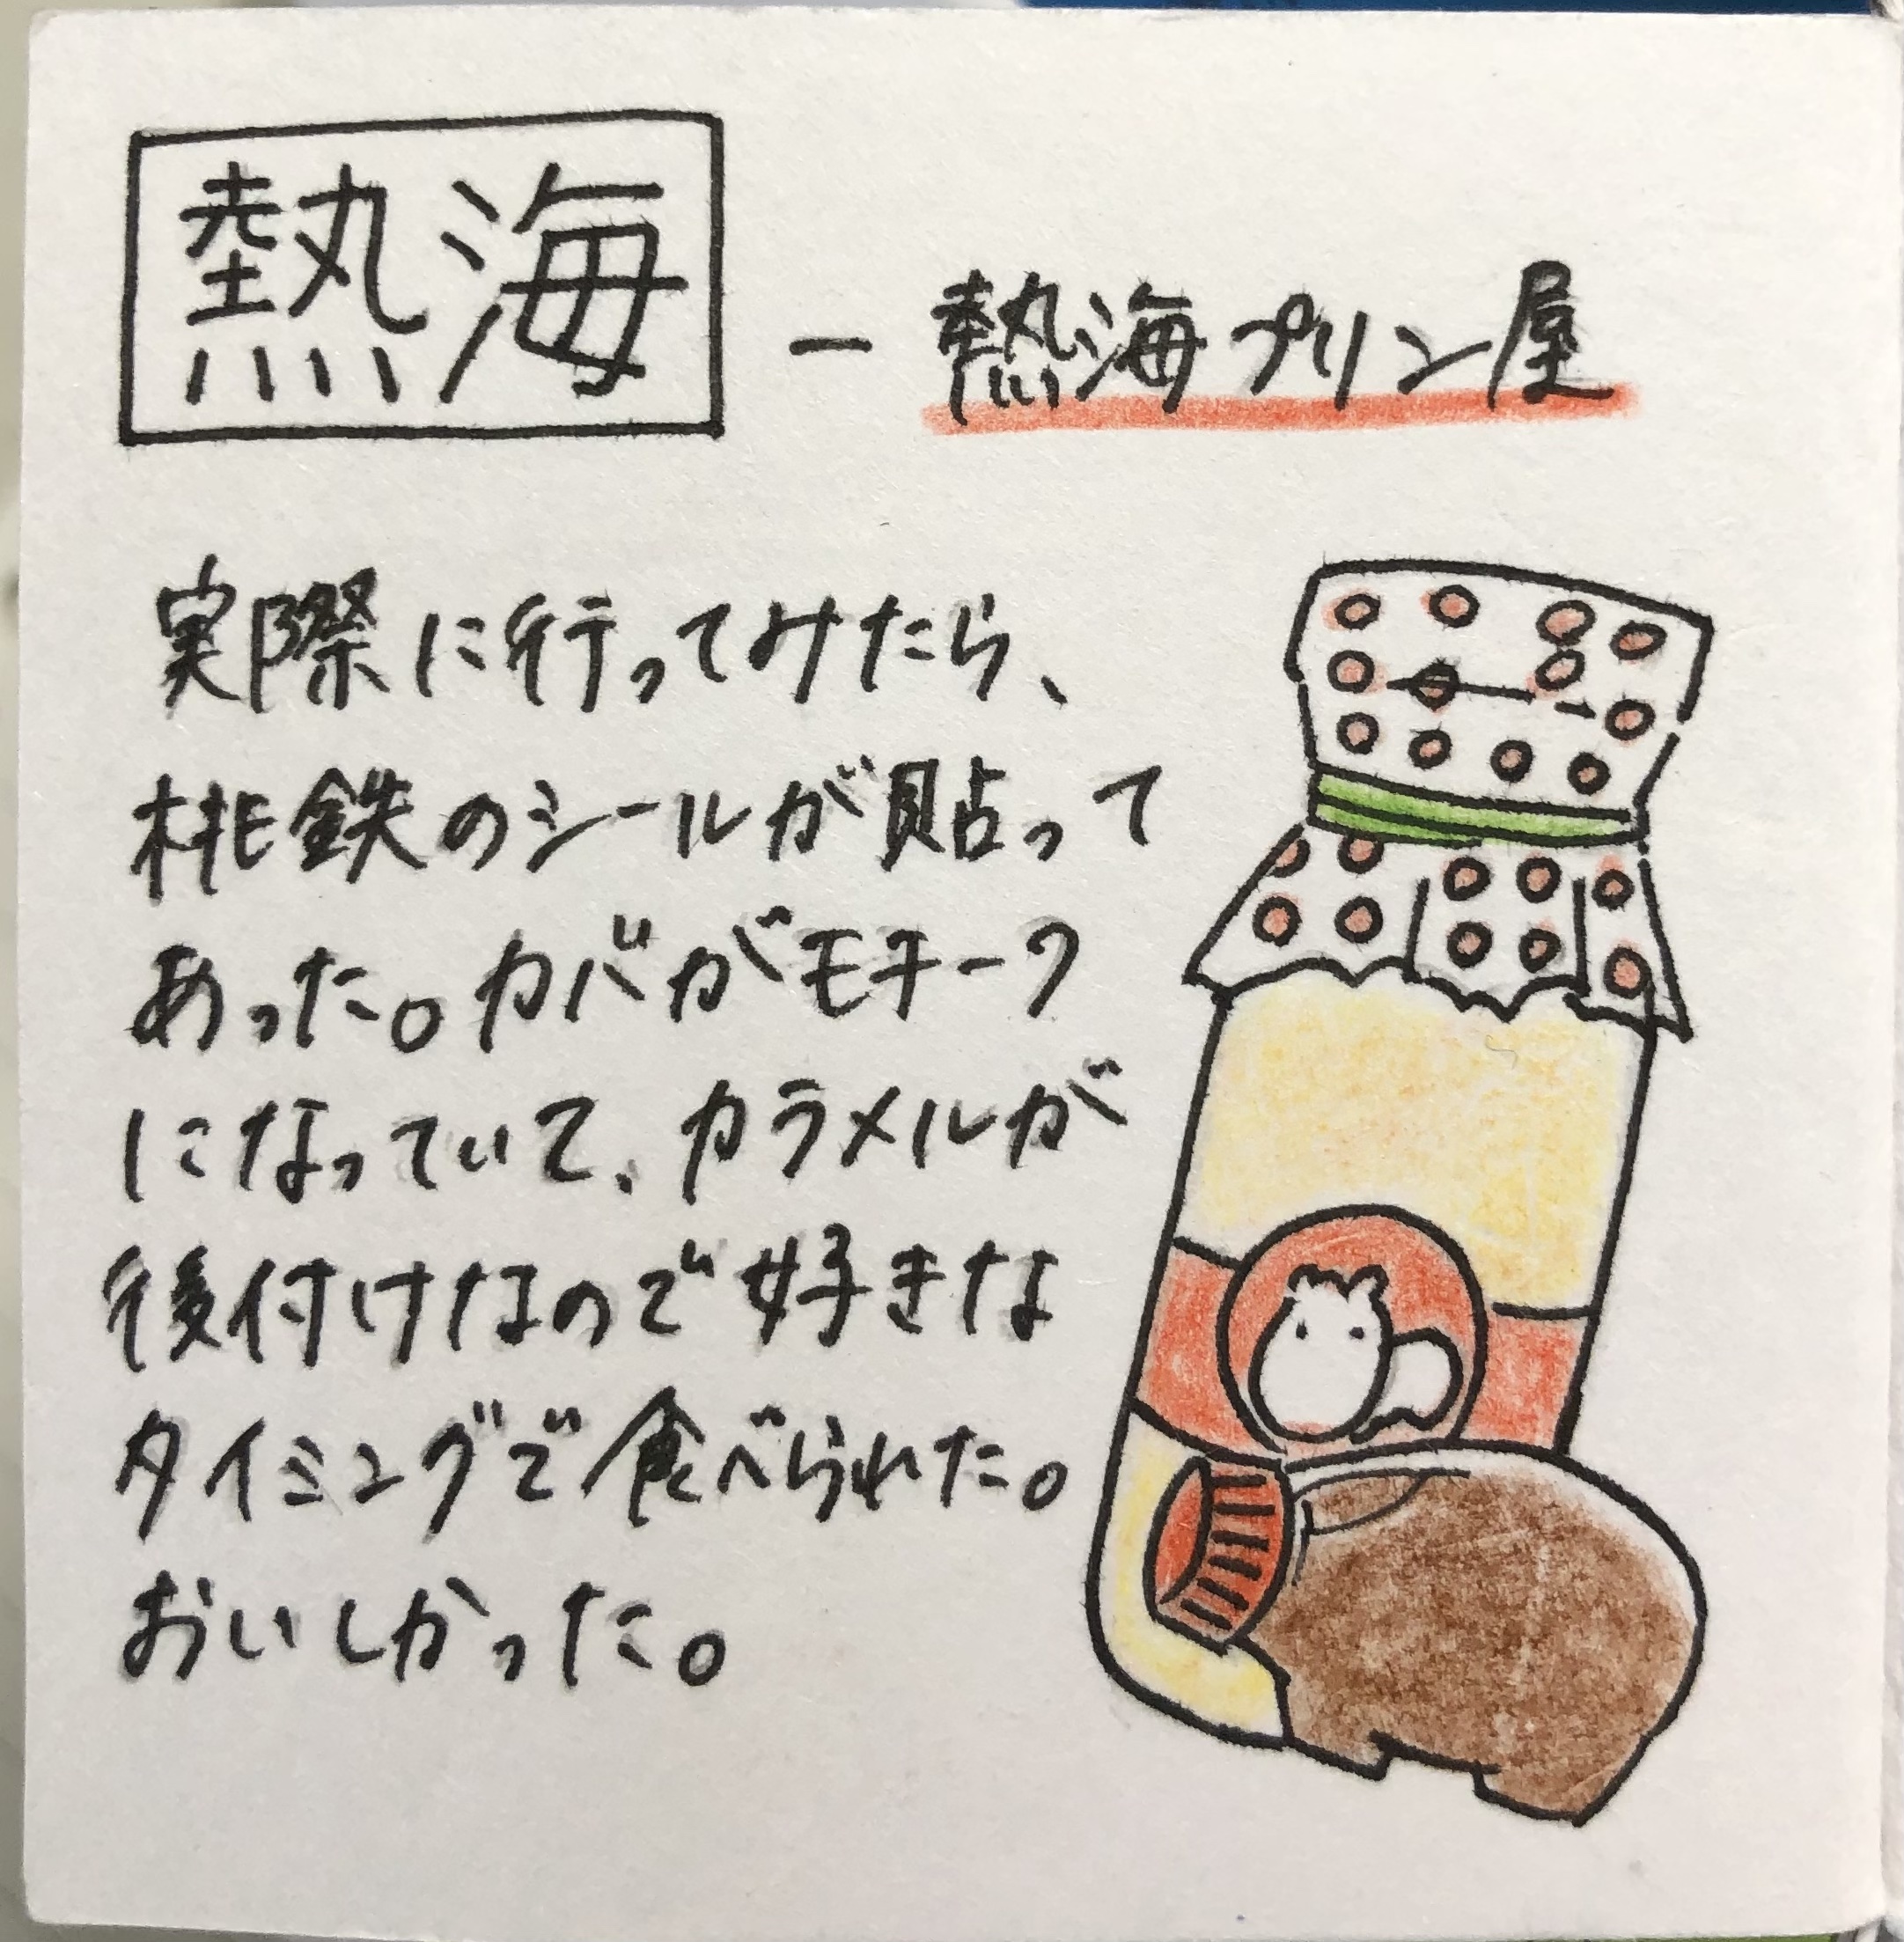 熱海 － 熱海プリン屋
実際に行ってみたら、
桃鉄のシールが貼って
あった。カバがモチーフ
になっていて、カラメルが
後付けなので好きな
タイミングで食べられた。
おいしかった。